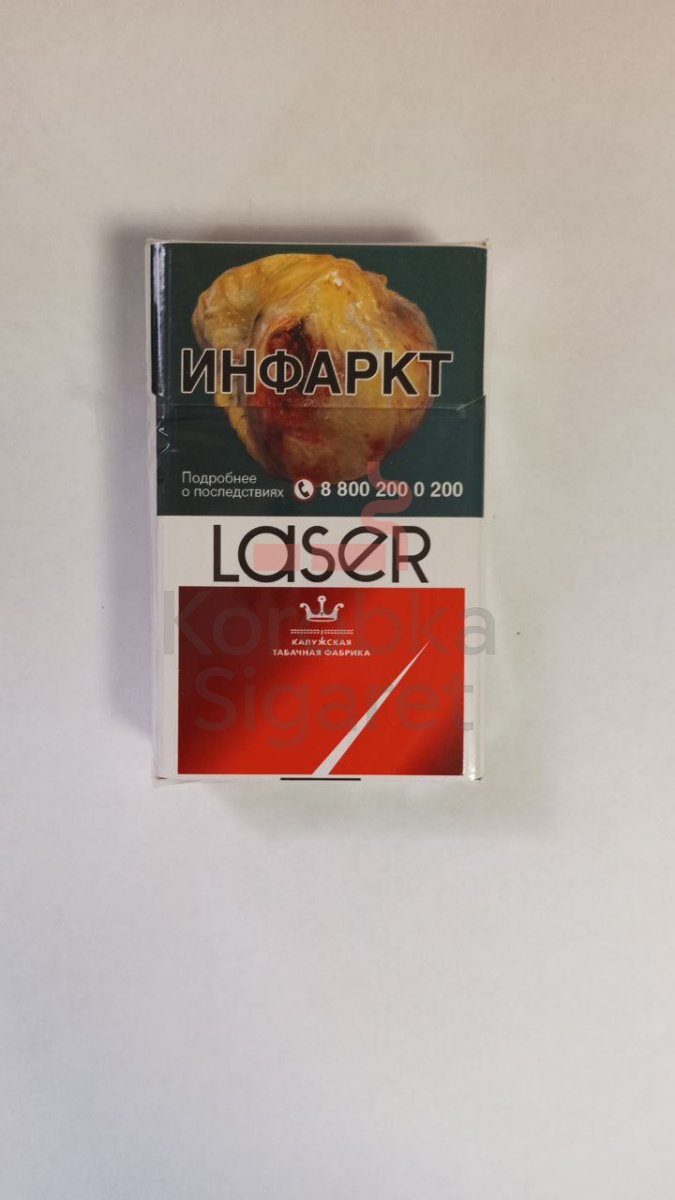 ИНФАРКТ
Подробнее
о последствиях 8 800 200 0 200
LaseR
КАЛУЖСКАЯ
ТАБАЧНАЯ ФАБРИКА
Korobka
Sigaret